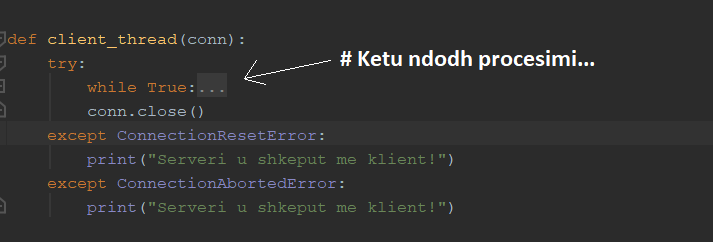 def client_thread(conn):
# Ketu ndodh procesimi...
try:
while True:...
conn.close()
except ConnectionResetError:
print("Serveri u shkeput me klient!")
except ConnectionAbortedError:
print("Serveri u shkeput me klient!")